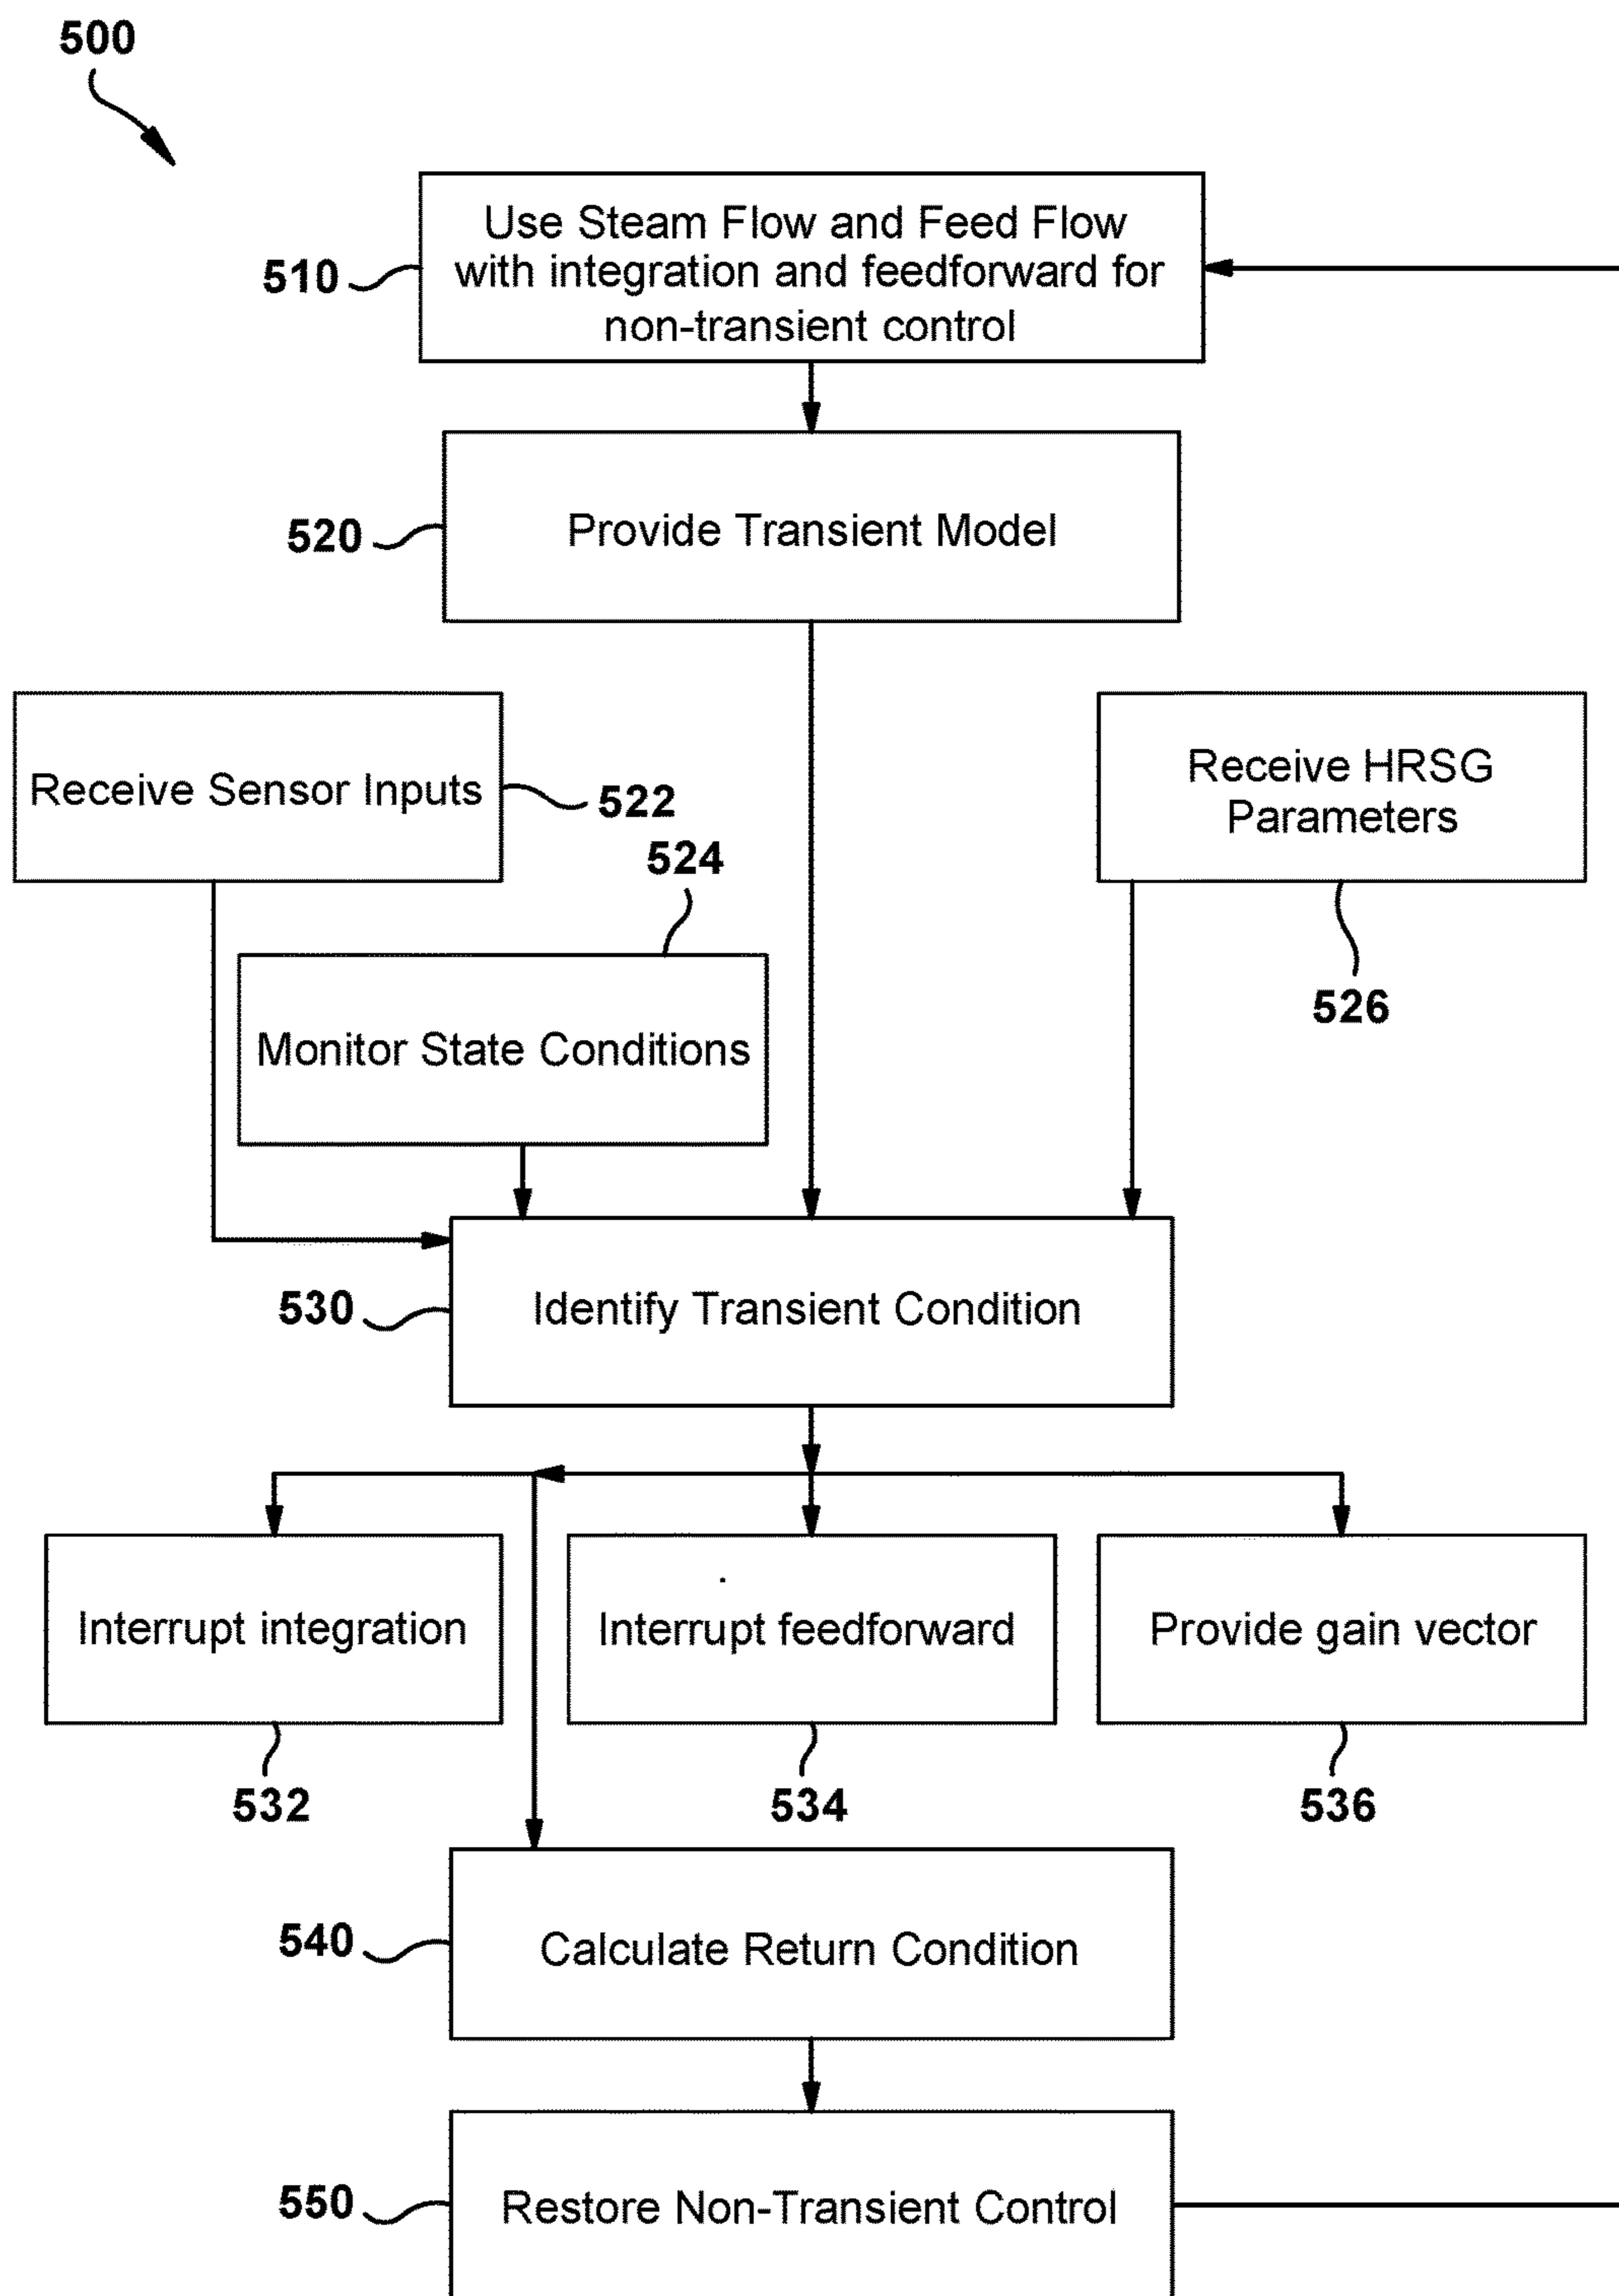 500
Use Steam Flow and Feed Flow
with integration and feedforward for
non-transient control
510
Provide Transient Model
520
Receive Sensor Inputs
522
Receive HRSG
Parameters
526
524
Monitor State Conditions
Identify Transient Condition
530
Interrupt integration
532
Interrupt feedforward
534
Provide gain vector
536
Calculate Return Condition
540
Restore Non-Transient Control
550